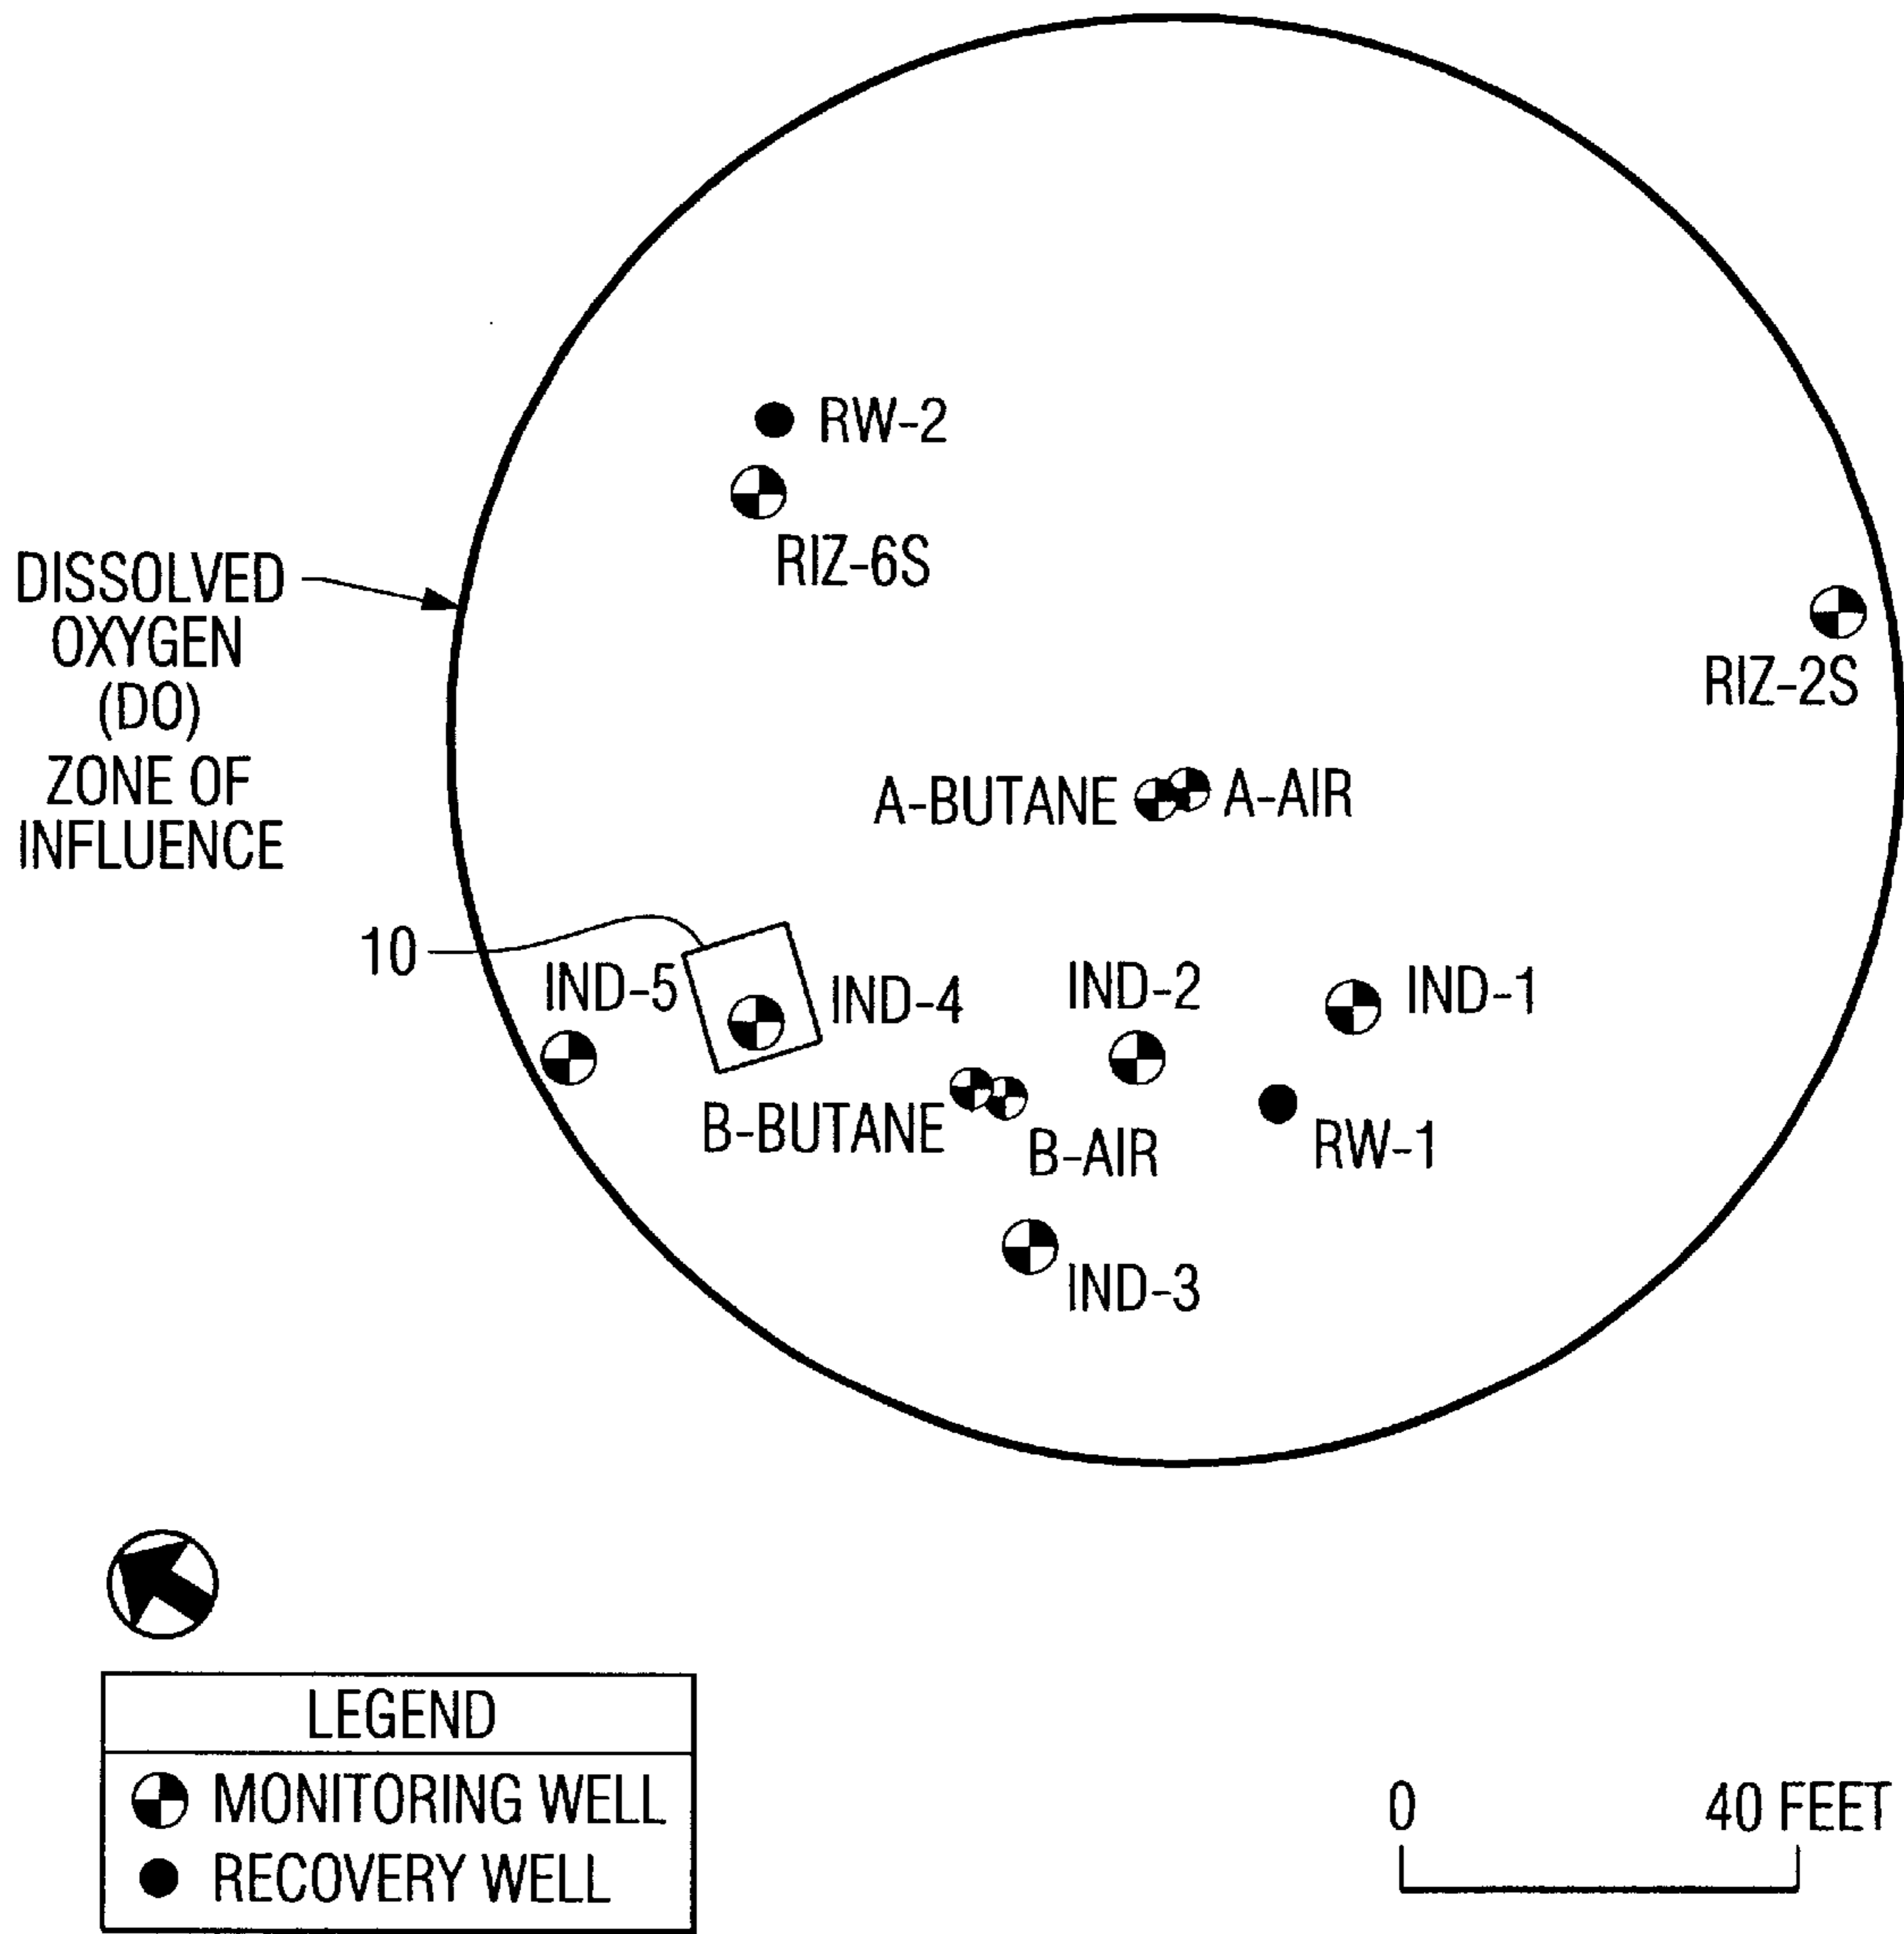 RW-2
RIZ-6S
DISSOLVED
OXYGEN
(DO)
ZONE OF
INFLUENCE
RIZ-2S
A-BUTANE
A-AIR
10
IND-5
IND-4
IND-2
IND-1
B-BUTANE
B-AIR
RW-1
IND-3
LEGEND
MONITORING WELL
RECOVERY WELL
0
40 FEET